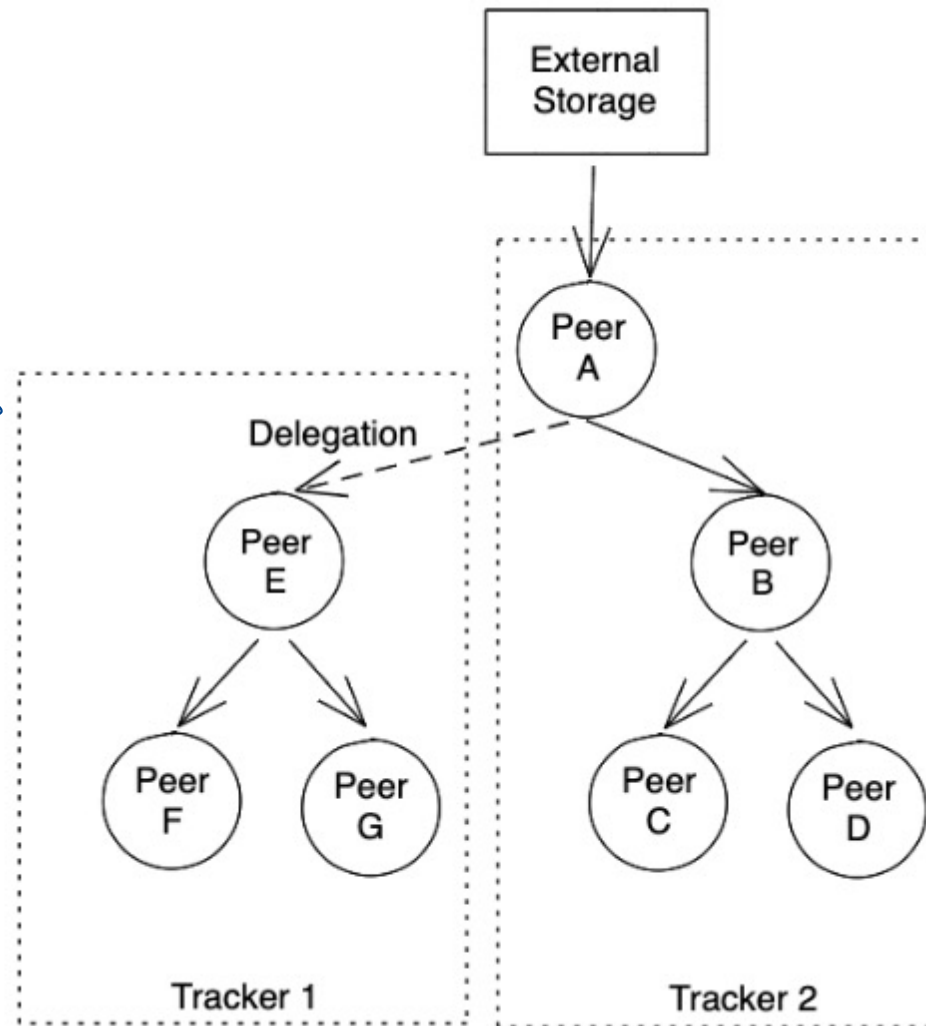 External
Storage
Peer
A
Delegation
Peer
E
Peer
B
Peer
F
Peer
G
Peer
C
Peer
D
Tracker 1
Tracker 2